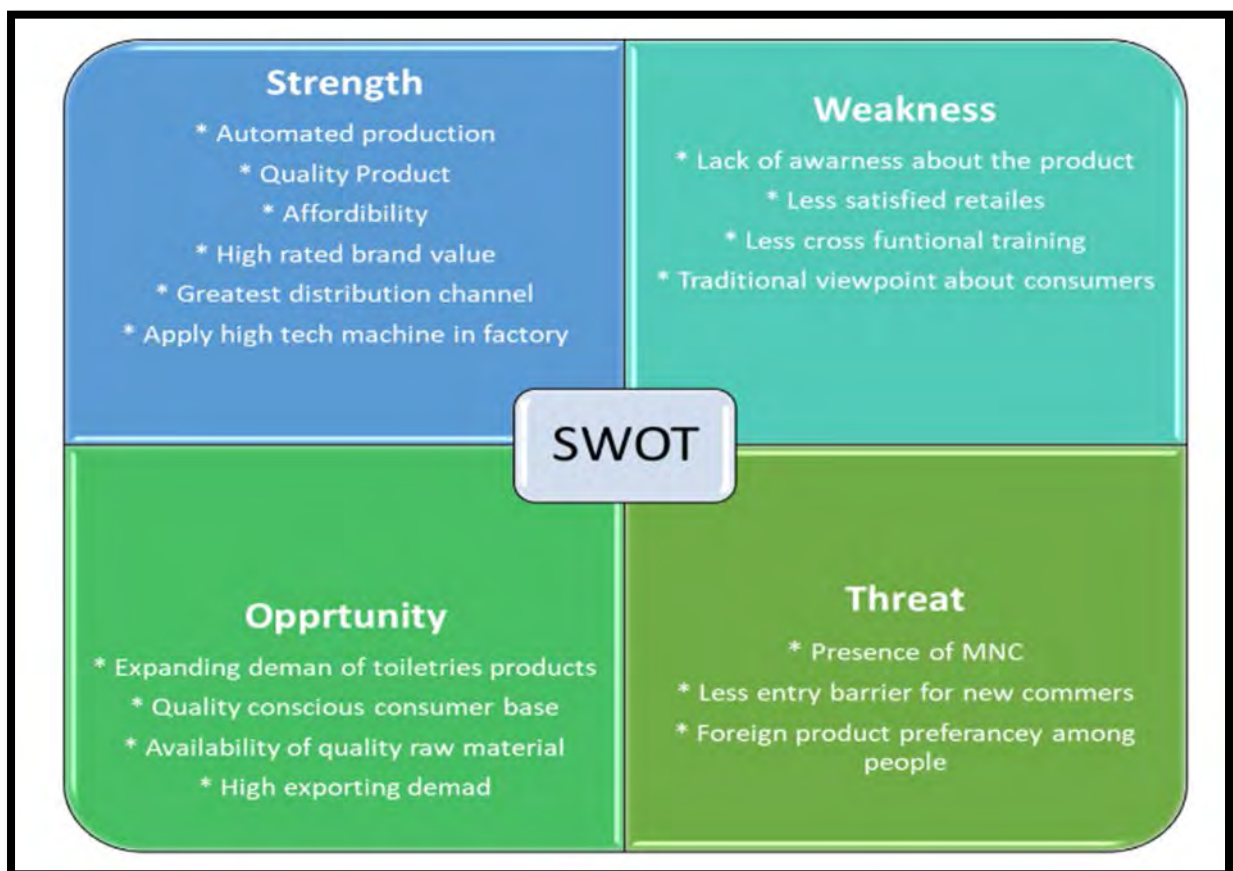 Strength
* Automated production
* Quality Product
* Affordibility
* High rated brand value
* Greatest distribution channel
* Apply high tech machine in factory
Weakness
* Lack of awarness about the product
* Less satisfied retailes
* Less cross funtional training
* Traditional viewpoint about consumers
SWOT
Opprtunity
* Expanding deman of toiletries products
* Quality conscious consumer base
* Availability of quality raw material
* High exporting demad
Threat
* Presence of MNC
* Less entry barrier for new commers
* Foreign product preferancey among
people